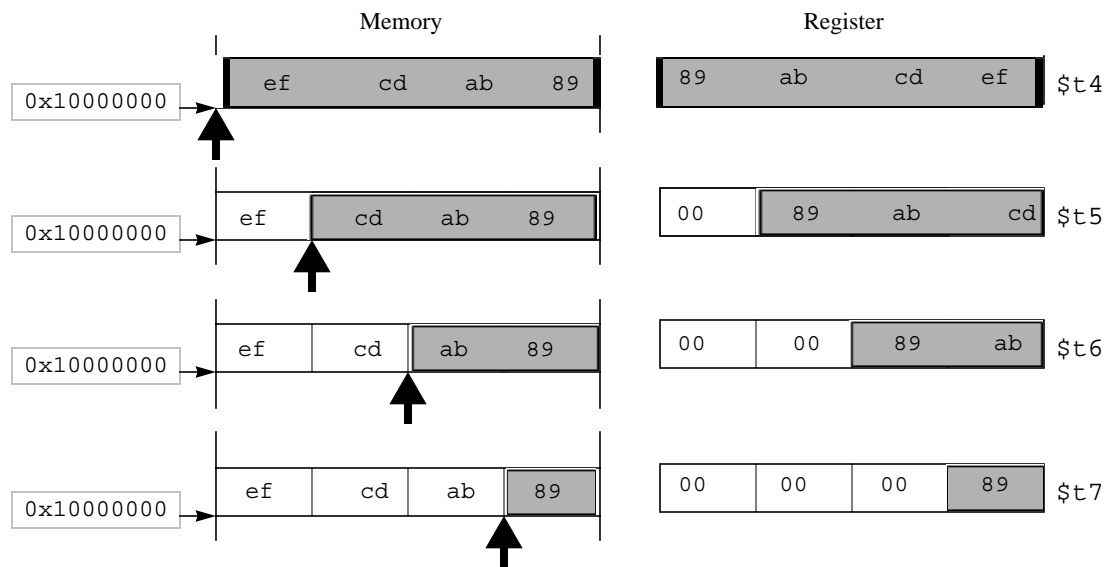 Memory Register
ef cd ab 89 89 ab cd ef $t4
0x10000000
ef cd ab 89 00 89 ab cd $t5
0x10000000
ef cd ab 89 00 00 89 ab $t6
0x10000000
ef cd ab 89 00 00 00 89 $t7
0x10000000